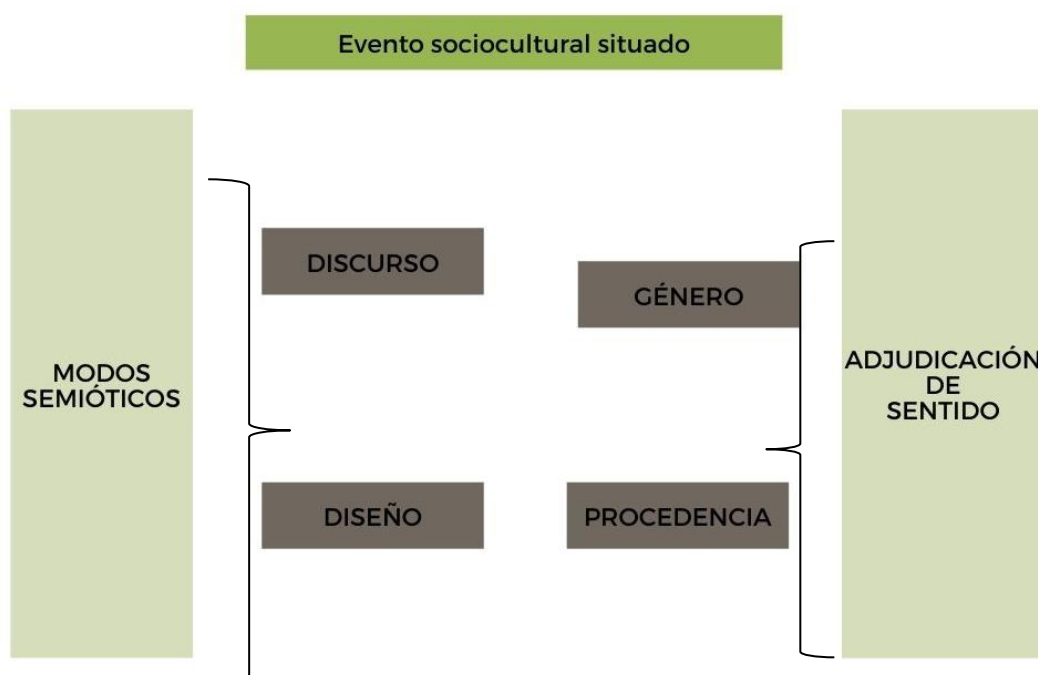 Evento sociocultural situado
MODOS
SEMIÓTICOS
DISCURSO
GÉNERO
DISEÑO
PROCEDENCIA
ADJUDICACIÓN
DE
SENTIDO